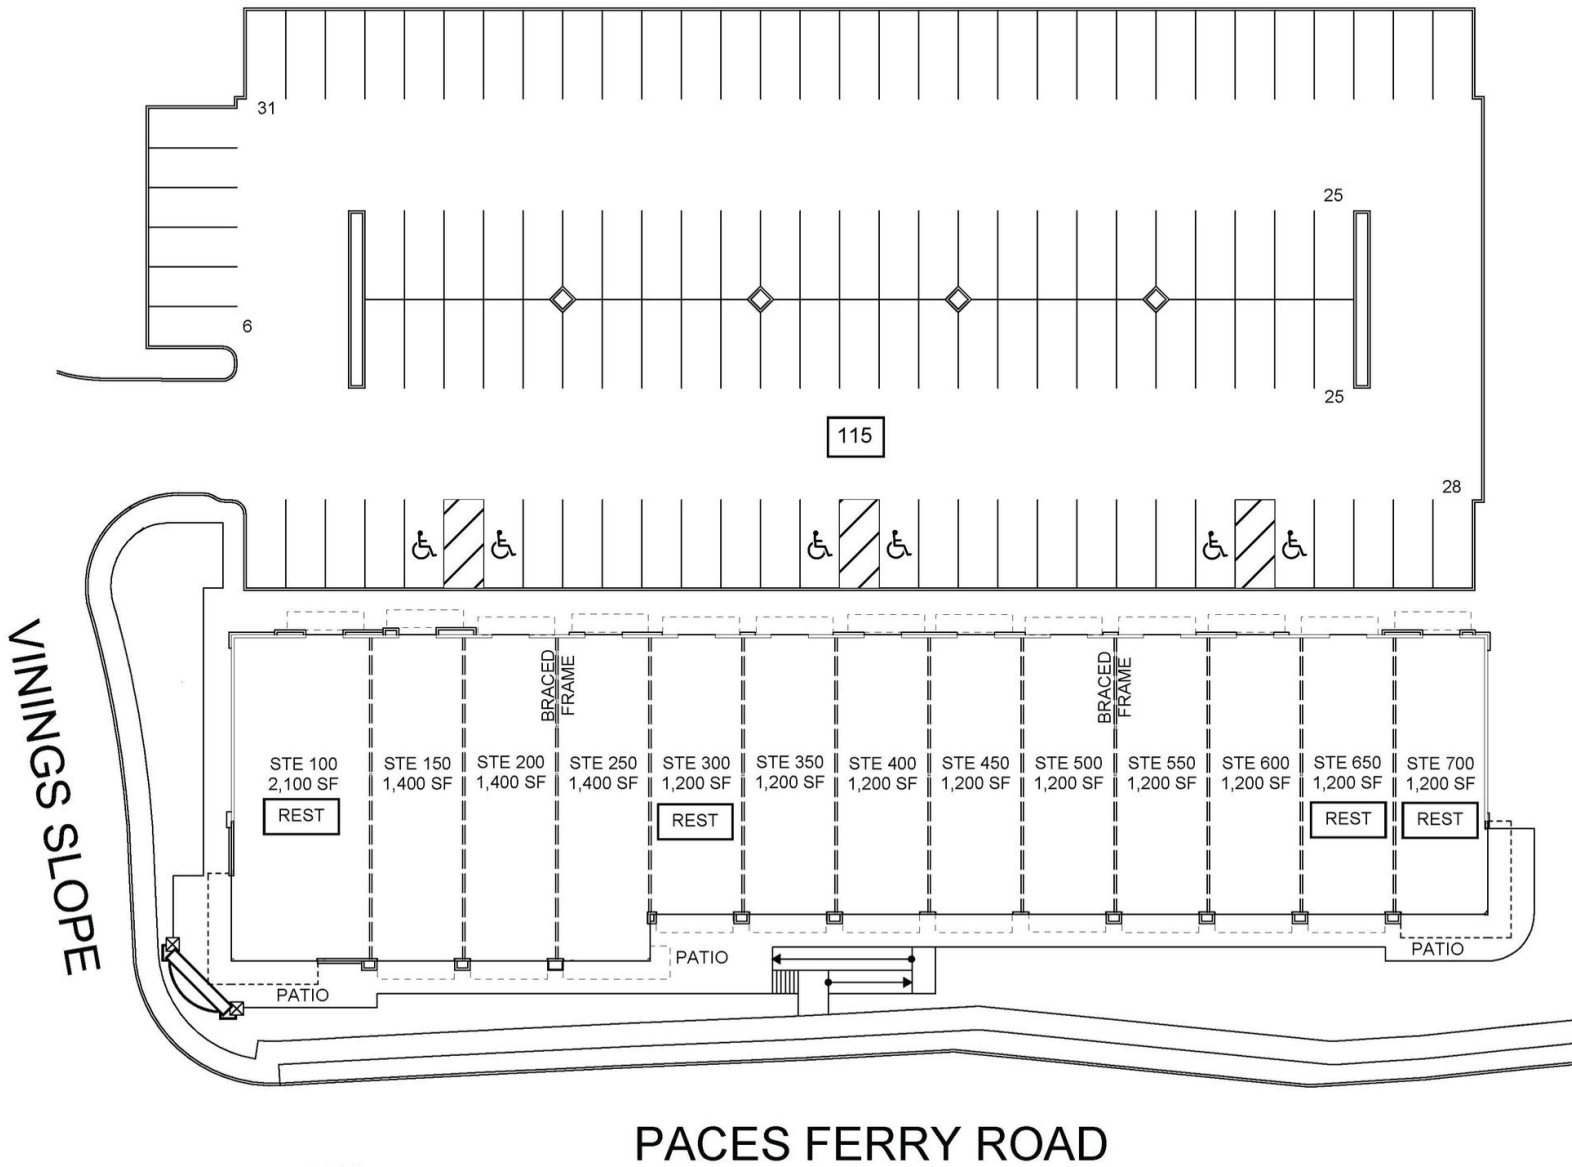 31
25
6
25
115
28
VININGS SLOPE
BRACED
FRAME
BRACED
FRAME
STE 100
2,100 SF
REST
STE 150
1,400 SF
STE 200
1,400 SF
STE 250
1,400 SF
STE 300
1,200 SF
REST
STE 350
1,200 SF
STE 400
1,200 SF
STE 450
1,200 SF
STE 500
1,200 SF
STE 550
1,200 SF
STE 600
1,200 SF
STE 650
1,200 SF
REST
STE 700
1,200 SF
REST
PATIO
PATIO
PATIO
PACES FERRY ROAD